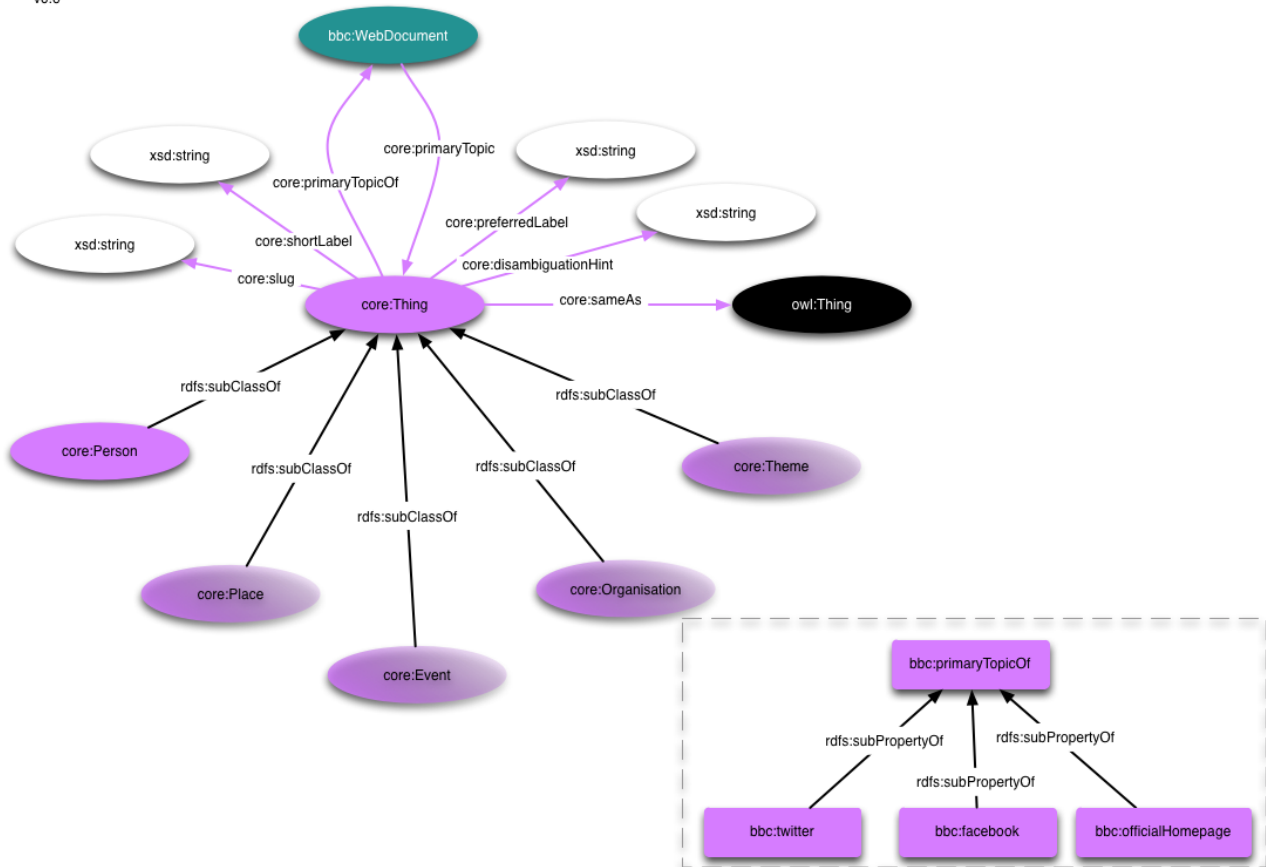 bbc:WebDocument
core:primaryTopic
xsd:string
xsd:string
core:primaryTopicOf
xsd:string
core:preferredLabel
xsd:string
core:shortLabel
core:disambiguationHint
core:slug
core:Thing
core:sameAs
owl:Thing
rdfs:subClassOf
rdfs:subClassOf
core:Person
rdfs:subClassOf
rdfs:subClassOf
core:Theme
rdfs:subClassOf
core:Place
core:Organisation
core:Event
bbc:primaryTopicOf
rdfs:subPropertyOf
rdfs:subPropertyOf
rdfs:subPropertyOf
bbc:twitter
bbc:facebook
bbc:officialHomepage